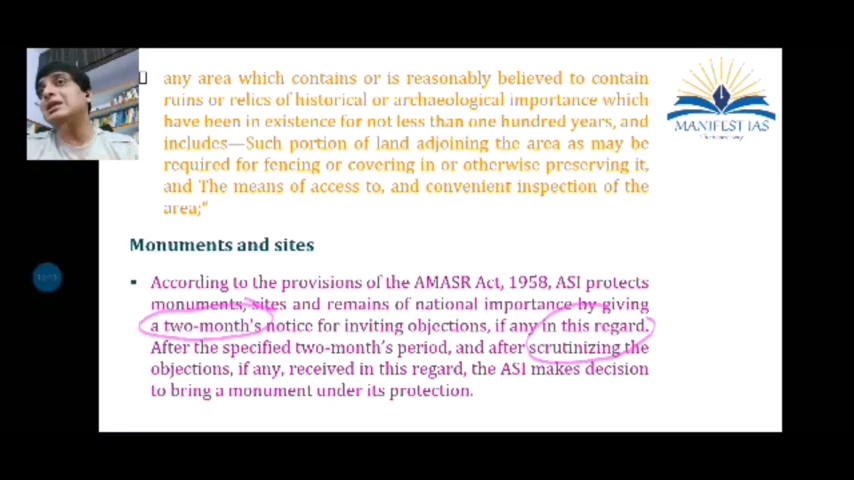 any area which contains or is reasonably believed to contain
ruins or relics of historical or archaeological importance which
have been in existence for not less than one hundred years, and
includes—Such portion of land adjoining the area as may be
required for fencing or covering in or otherwise preserving it,
and The means of access to, and convenient inspection of the
area;"
MANIFEST IAS
Monuments and sites
▪ According to the provisions of the AMASR Act, 1958, ASI protects
monuments, sites and remains of national importance by giving
a two-month's notice for inviting objections, if any in this regard.
After the specified two-month's period, and after scrutinizing the
objections, if any, received in this regard, the ASI makes decision
to bring a monument under its protection.